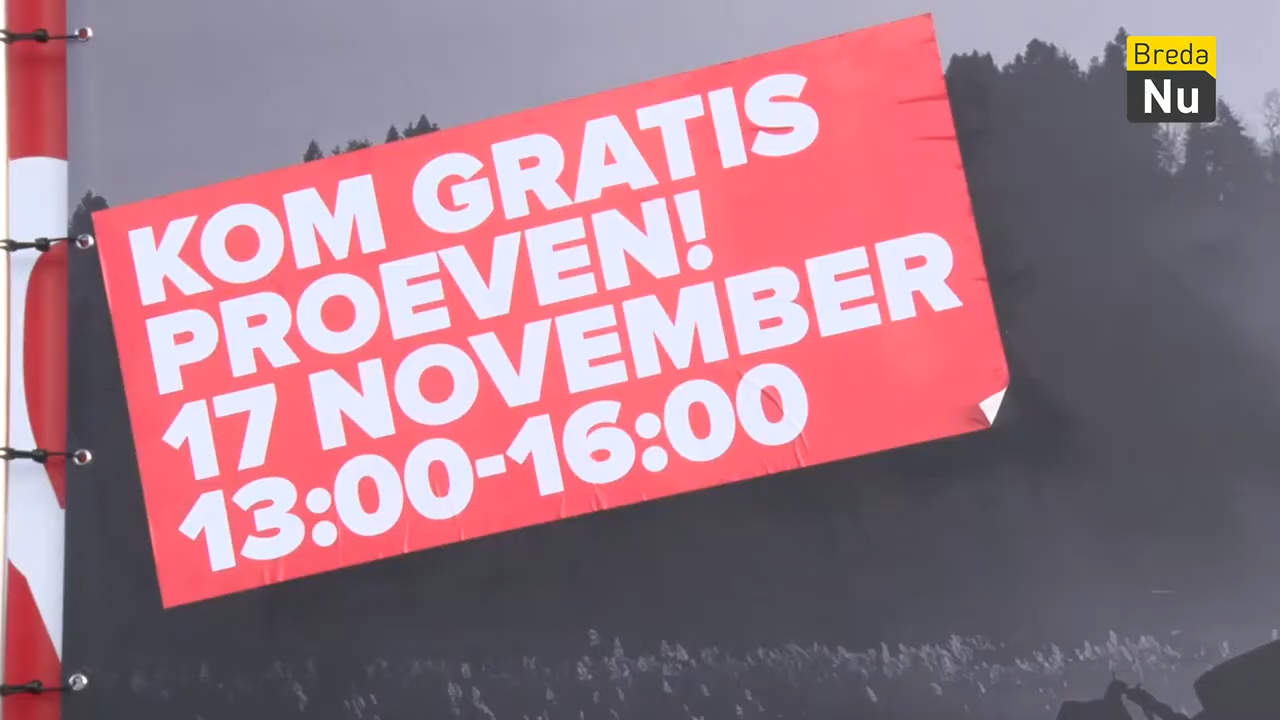 KOM GRATIS
PROEVEN!
17 NOVEMBER
13:00-16:00
Breda
Nu